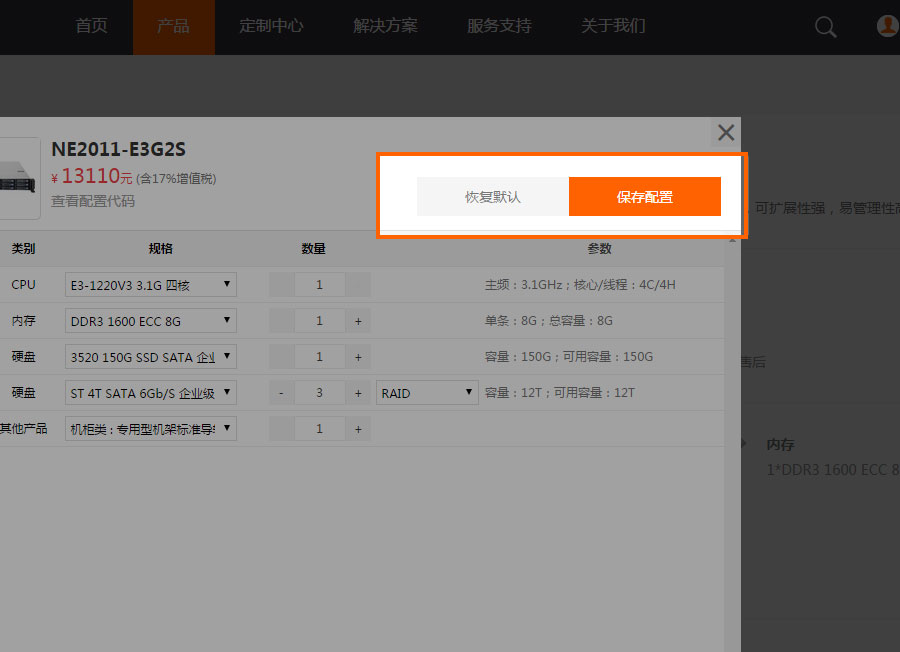 首页 产品 定制中心 解决方案 服务支持 关于我们
NE2011-E3G2S
¥ 13110元 (含17%增值税)
查看配置代码
恢复默认 保存配置
可扩展性强，易管理性高
类别 规格 数量 参数
CPU E3-1220V3 3.1G 四核 1 主频：3.1GHz；核心/线程：4C/4H
内存 DDR3 1600 ECC 8G 1 + 单条：8G；总容量：8G
硬盘 3520 150G SSD SATA 企业 1 + 容量：150G；可用容量：150G
售后
硬盘 ST 4T SATA 6Gb/S 企业级 - 3 + RAID 容量：12T；可用容量：12T
其他产品 机柜类：专用型机架标准导 1 +
内存
1*DDR3 1600 ECC 8